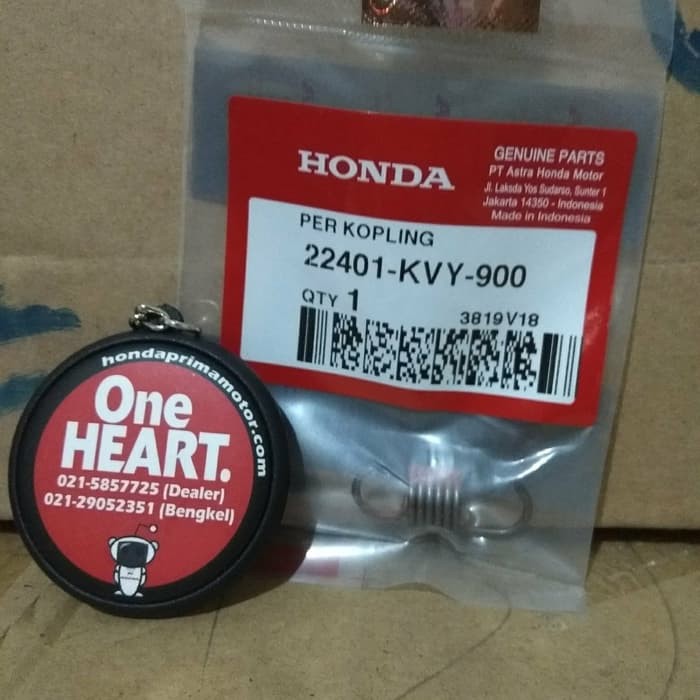 HONDA
GENUINE PARTS
PT Astra Honda Motor
Jl. Laksda Yos Sudarso, Sunter 1
Jakarta 14350 - Indonesia
Made in Indonesia
PER KOPLING
22401-KVY-900
QTY 1
3819V18
hondaprimamotor.com
One
HEART.
021-5857725 (Dealer)
021-29052351 (Bengkel)